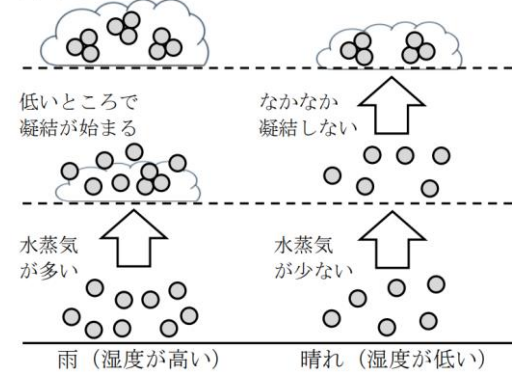 低いところで
凝結が始まる
なかなか
凝結しない
水蒸気
が多い
水蒸気
が少ない
雨（湿度が高い）
晴れ（湿度が低い）